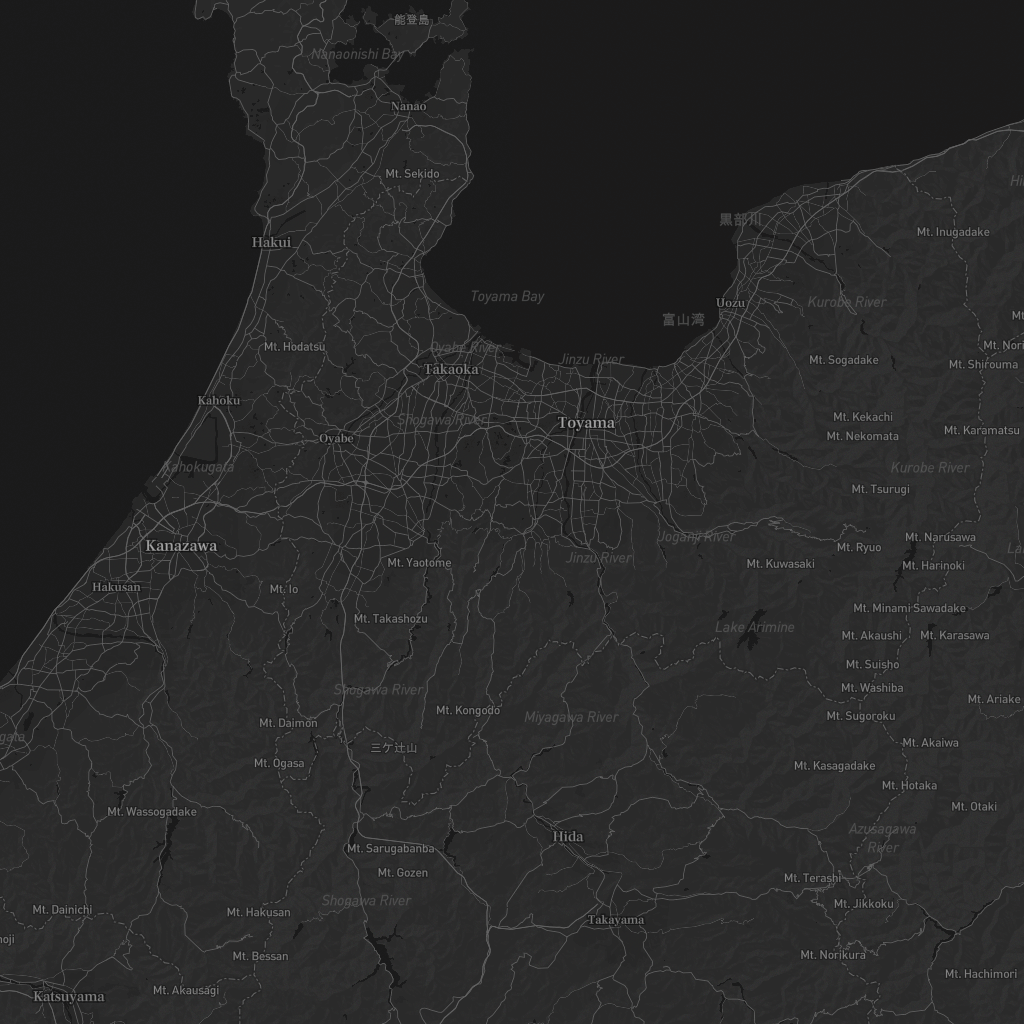 能登島
Nanaonishi Bay
Nanao
Mt. Sekido
黒部川
Mt. Inugadake
Hakui
Toyama Bay
Uozu
Kurobe River
富山湾
Mt. Hodatsu
Oyabe River
Jinzu River
Mt. Sogadake
Mt. Shirouma
Takaoka
Kahoku
Shogawa River
Toyama
Mt. Kekachi
Mt. Karamatsu
Oyabe
Mt. Nekomata
Kahokugata
Kurobe River
Mt. Tsurugi
Kanazawa
Joganji River
Mt. Narusawa
Mt. Ryuo
Mt. Yaotome
Jinzu River
Mt. Kuwasaki
Mt. Harinoki
Hakusan
Mt. Io
Mt. Takashozu
Lake Arimine
Mt. Minami Sawadake
Mt. Akaushi
Mt. Karasawa
Mt. Suisho
Shogawa River
Mt. Washiba
Mt. Ariake
Mt. Kongodo
Miyagawa River
Mt. Sugoroku
Mt. Daimon
三ケ辻山
Mt. Akaiwa
Mt. Ogasa
Mt. Kasagadake
Mt. Hotaka
Mt. Wassogadake
Mt. Otaki
Hida
Azusagawa
River
Mt. Sarugabanba
Mt. Gozen
Mt. Terashi
Shogawa River
Mt. Jikkoku
Mt. Dainichi
Mt. Hakusan
Takayama
Mt. Bessan
Mt. Norikura
Mt. Hachimori
Mt. Akausagi
Katsuyama